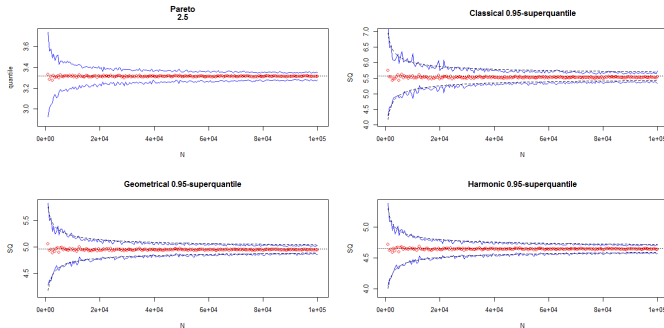 Pareto
2.5
quantile
3.0 3.2 3.4 3.6
0e+00 2e+04 4e+04 6e+04 8e+04 1e+05
N
Classical 0.95-superquantile
SQ
4.0 4.5 5.0 5.5 6.0 6.5 7.0
0e+00 2e+04 4e+04 6e+04 8e+04 1e+05
N
Geometrical 0.95-superquantile
SQ
4.5 5.0 5.5
0e+00 2e+04 4e+04 6e+04 8e+04 1e+05
N
Harmonic 0.95-superquantile
SQ
4.0 4.5 5.0
0e+00 2e+04 4e+04 6e+04 8e+04 1e+05
N